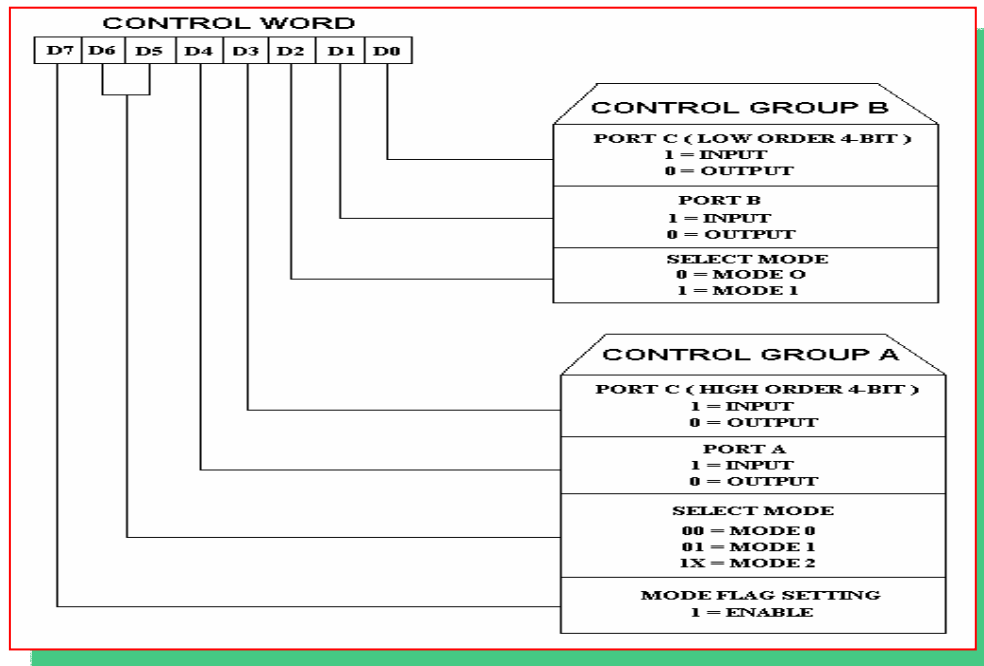 CONTROL WORD
D7 D6 D5 D4 D3 D2 D1 D0
CONTROL GROUP B
PORT C ( LOW ORDER 4-BIT )
1 = INPUT
0 = OUTPUT
PORT B
1 = INPUT
0 = OUTPUT
SELECT MODE
0 = MODE O
1 = MODE 1
CONTROL GROUP A
PORT C ( HIGH ORDER 4-BIT )
1 = INPUT
0 = OUTPUT
PORT A
1 = INPUT
0 = OUTPUT
SELECT MODE
00 = MODE 0
01 = MODE 1
1X = MODE 2
MODE FLAG SETTING
1 = ENABLE